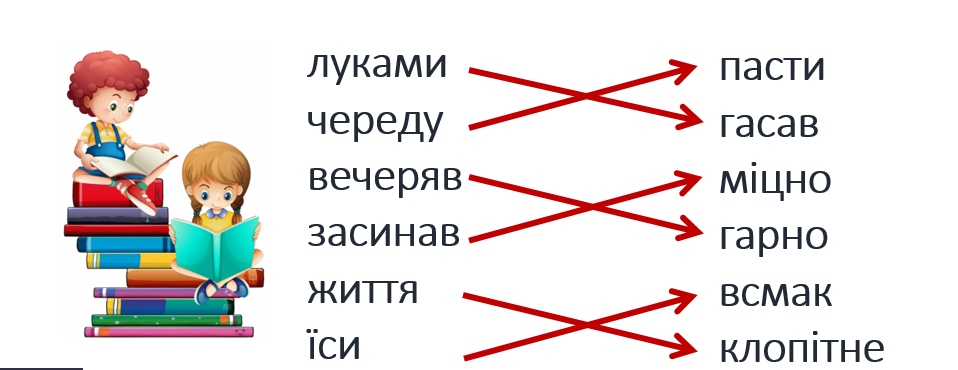 луками пасти
череду гасав
вечеряв міцно
засинав гарно
життя всмак
їси клопітне